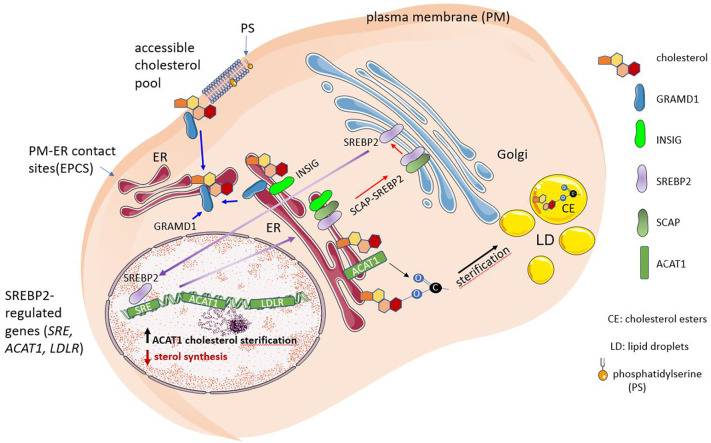 plasma membrane (PM)
PS
accessible
cholesterol
pool
PM-ER contact
sites(EPCS)
ER
GRAMD1
INSIG
ER
SREBP2
SCAP-SREBP2
Golgi
CE
LD
sterification
ACAT1
O
O
C
SREBP2
SRE
ACAT1
LDLR
ACAT1 cholesterol sterification
sterol synthesis
SREBP2-
regulated
genes (SRE,
ACAT1, LDLR)
cholesterol
GRAMD1
INSIG
SREBP2
SCAP
ACAT1
CE: cholesterol esters
LD: lipid droplets
phosphatidylserine
(PS)